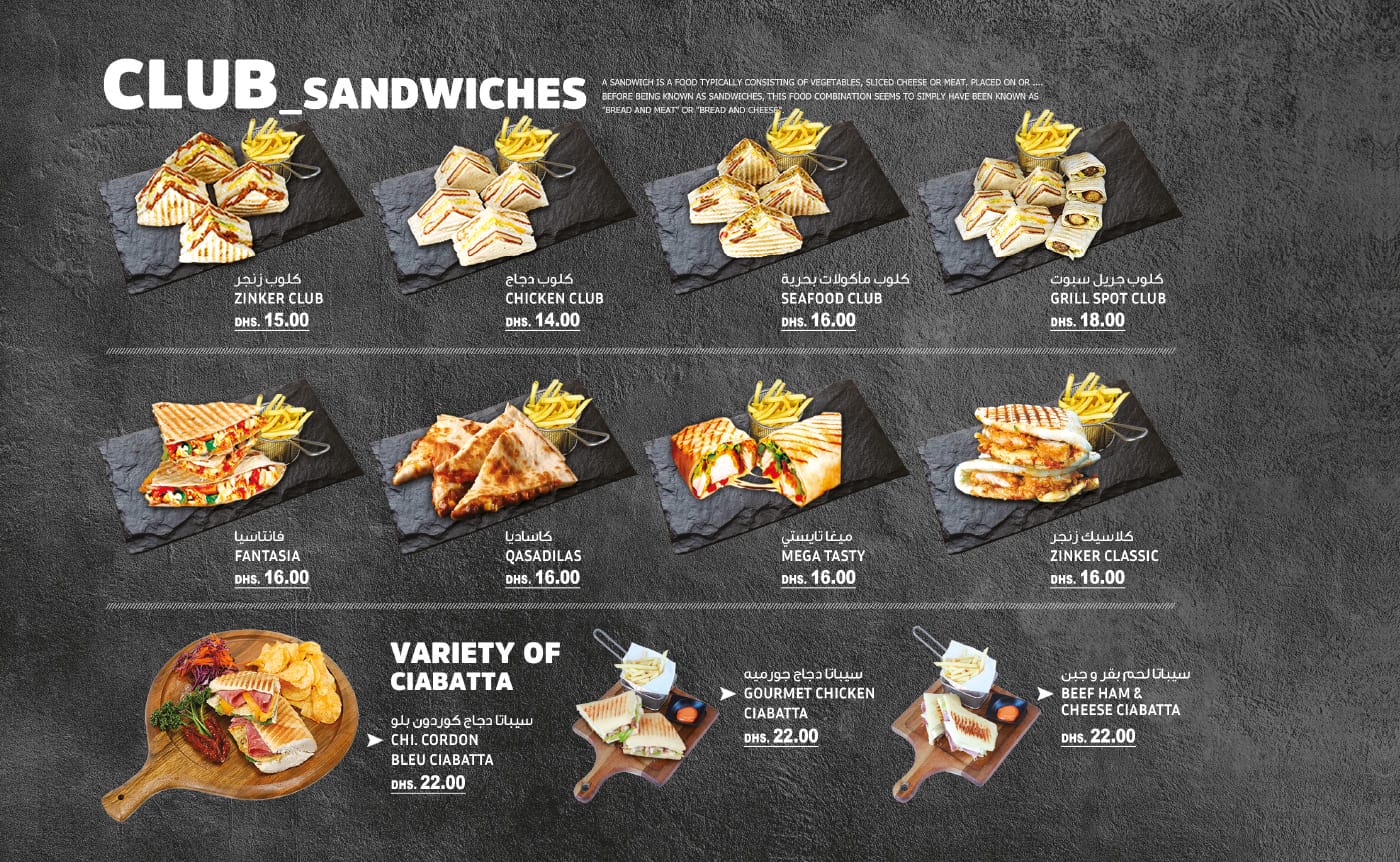 CLUB_SANDWICHES
A SANDWICH IS A FOOD TYPICALLY CONSISTING OF VEGETABLES, SLICED CHEESE OR MEAT, PLACED ON OR ....
BEFORE BEING KNOWN AS SANDWICHES, THIS FOOD COMBINATION SEEMS TO SIMPLY HAVE BEEN KNOWN AS
"BREAD AND MEAT" OR "BREAD AND CHEESE".
كلوب زنجر
ZINKER CLUB
DHS. 15.00
كلوب دجاج
CHICKEN CLUB
DHS. 14.00
كلوب مأكولات بحرية
SEAFOOD CLUB
DHS. 16.00
كلوب جريل سبوت
GRILL SPOT CLUB
DHS. 18.00
فانتاسيا
FANTASIA
DHS. 16.00
كاساديا
QASADILAS
DHS. 16.00
ميغا تايستي
MEGA TASTY
DHS. 16.00
كلاسيك زنجر
ZINKER CLASSIC
DHS. 16.00
VARIETY OF
CIABATTA
سيباتا دجاج كوردون بلو
CHI. CORDON
BLEU CIABATTA
DHS. 22.00
سيباتا دجاج جورميه
GOURMET CHICKEN
CIABATTA
DHS. 22.00
سيباتا لحم بقر و جبن
BEEF HAM &
CHEESE CIABATTA
DHS. 22.00